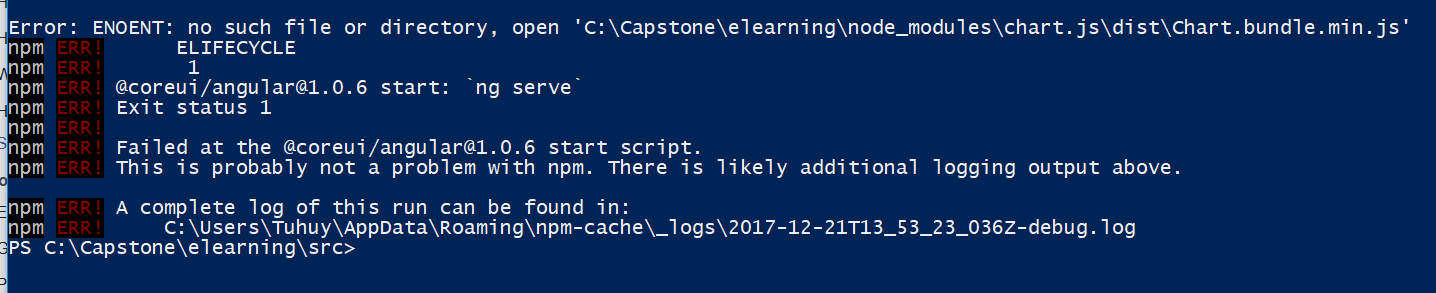 Error: ENOENT: no such file or directory, open 'C:\Capstone\elearning\node_modules\chart.js\dist\Chart.bundle.min.js'
npm ERR! ELIFECYCLE
npm ERR! 1
npm ERR! @coreui/angular@1.0.6 start: `ng serve`
npm ERR! Exit status 1
npm ERR!
npm ERR! Failed at the @coreui/angular@1.0.6 start script.
npm ERR! This is probably not a problem with npm. There is likely additional logging output above.
npm ERR! A complete log of this run can be found in:
npm ERR! C:\Users\Tuhuy\AppData\Roaming\npm-cache\_logs\2017-12-21T13_53_23_036Z-debug.log
PS C:\Capstone\elearning\src>